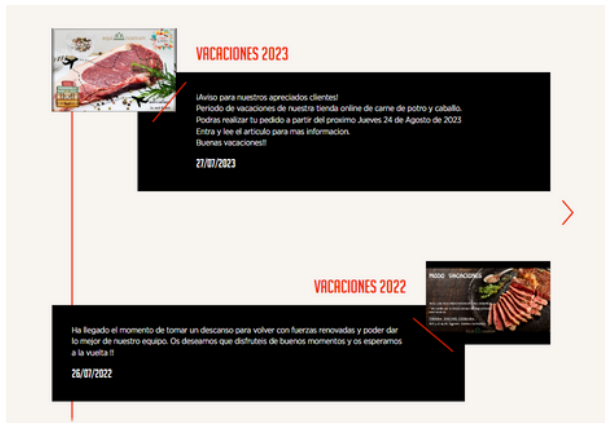 VACACIONES 2023
¡Aviso para nuestros apreciados clientes!
Periodo de vacaciones de nuestra tienda online de carne de potro y caballo.
Podras realizar tu pedido a partir del proximo Jueves 24 de Agosto de 2023
Entra y lee el articulo para mas informacion.
Buenas vacaciones!!
27/07/2023
VACACIONES 2022
MODO VACACIONES
Ha llegado el momento de tomar un descanso para volver con fuerzas renovadas y poder dar
lo mejor de nuestro equipo. Os deseamos que disfruteis de buenos momentos y os esperamos
a la vuelta !!
26/07/2022